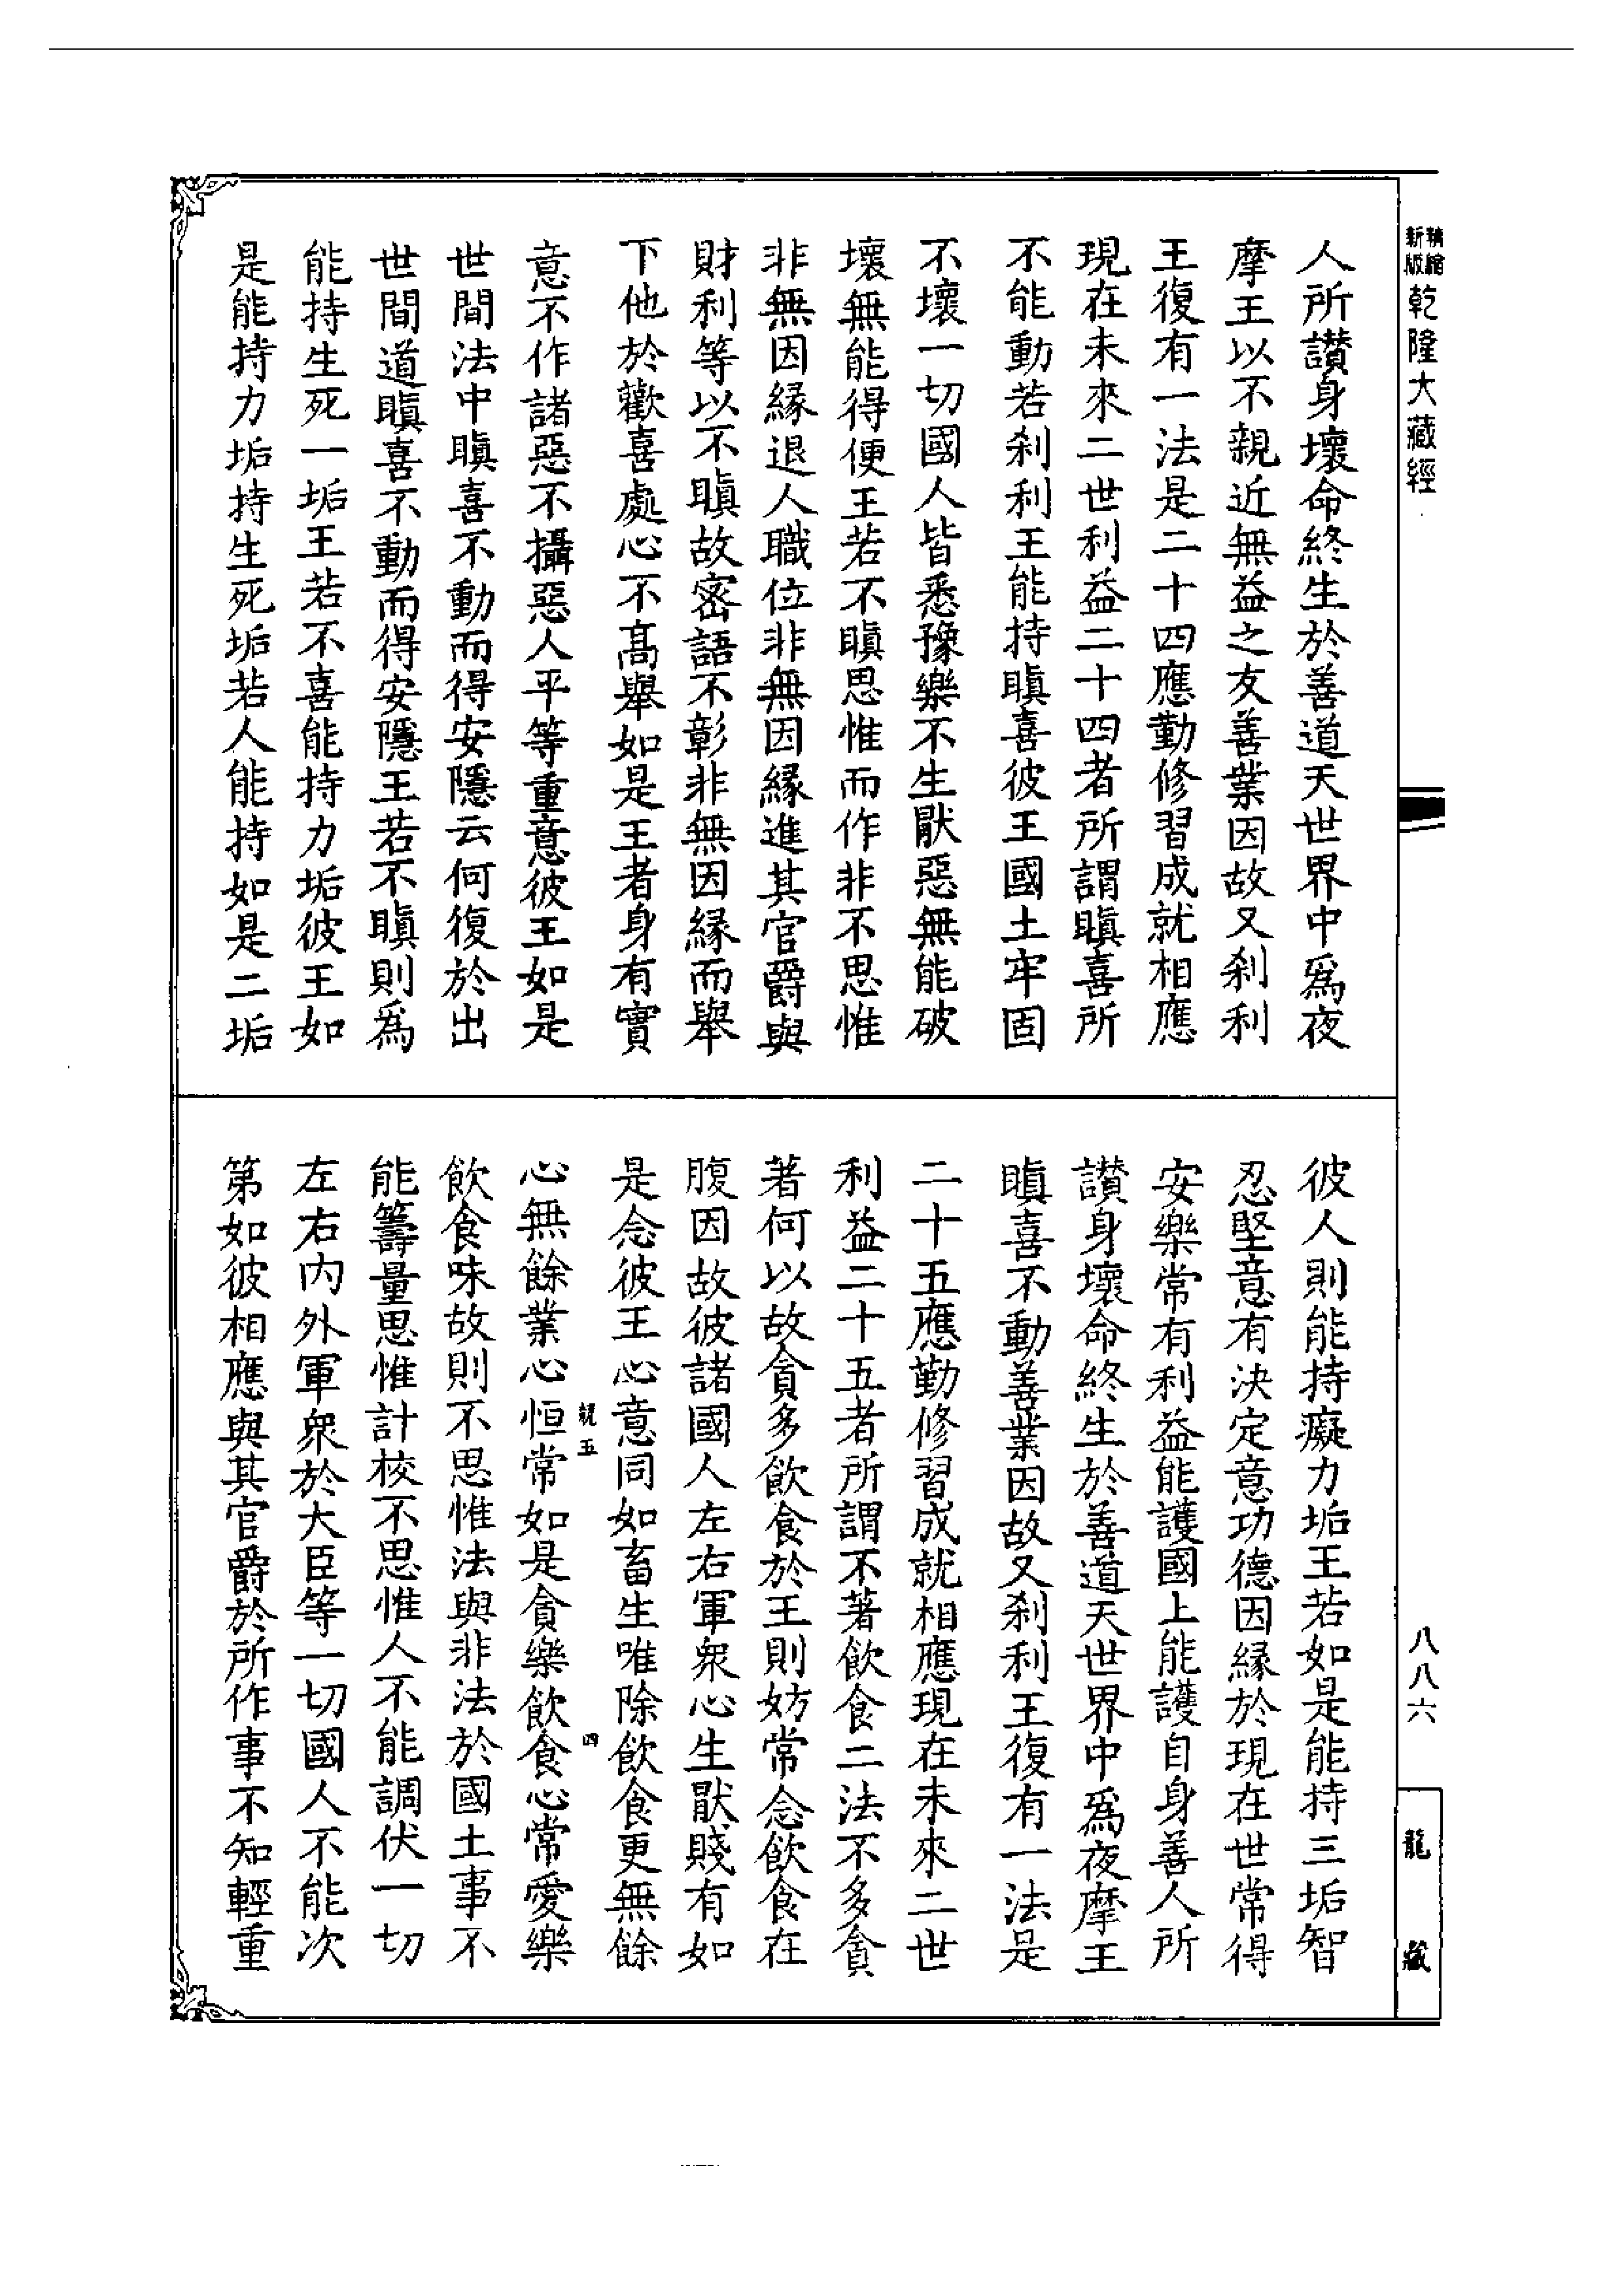 精縮
新版
乾隆大藏經
八八六
龍藏
人所讃身壞命終生於善道天世界中爲夜
摩王以不親近無益之友善業因故又刹利
王復有一法是二十四應勤修習成就相應
現在未來二世利益二十四者所謂瞋喜所
不能動若刹利王能持瞋喜彼王國土牢固
不壞一切國人皆悉豫樂不生猒惡無能破
壞無能得便王若不瞋思惟而作非不思惟
非無因緣退人職位非無因緣進其官爵與
財利等以不瞋故密語不彰非無因緣而舉
下他於歡喜處心不髙舉如是王者身有實
意不作諸惡不攝惡人平等重意彼王如是
世間法中瞋喜不動而得安隱云何復於出
世間道瞋喜不動而得安隱王若不瞋則爲
能持生死一垢王若不喜能持力垢彼王如
是能持力垢持生死垢若人能持如是二垢
彼人則能持癡力垢王若如是能持三垢智
忍堅意有決定意功德因緣於現在世常得
安樂常有利益能護國上能護自身善人所
讃身壞命終生於善道天世界中爲夜摩王
瞋喜不動善業因故又刹利王復有一法是
二十五應勤修習成就相應現在未來二世
利益二十五者所謂不著飲食二法不多貪
著何以故貪多飲食於王則妨常念飲食在
腹因故彼諸國人左右軍衆心生猒賤有如
是念彼王心意同如畜生唯除飲食更無餘
親五
四
心無餘業心恒常如是貪樂飲食心常愛樂
飲食味故則不思惟法與非法於國土事不
能籌量思惟計校不思惟人不能調伏一切
左右内外軍衆於大臣等一切國人不能次
第如彼相應與其官爵於所作事不知輕重